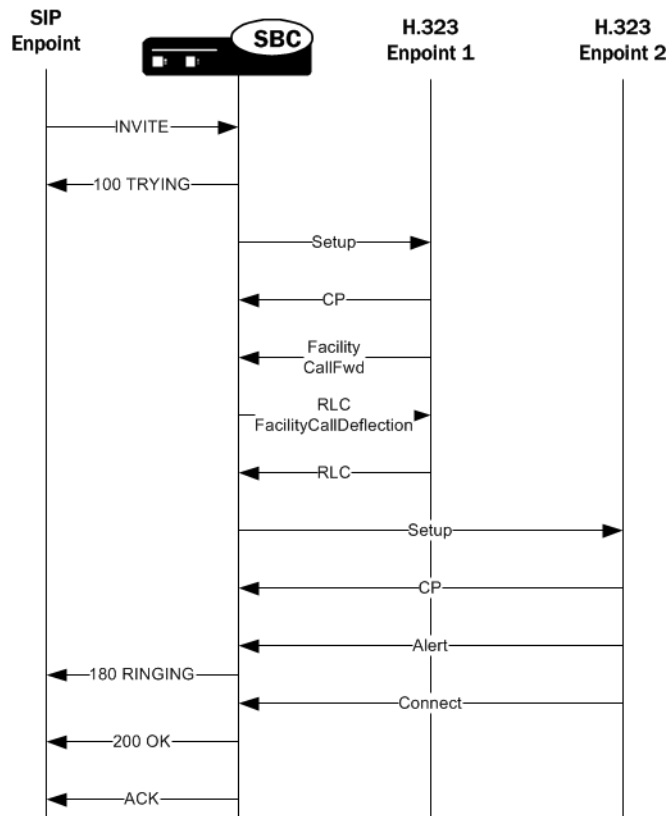 SIP
Enpoint
SBC
H.323
Enpoint 1
H.323
Enpoint 2
INVITE
100 TRYING
Setup
CP
Facility
CallFwd
RLC
FacilityCallDeflection
RLC
Setup
CP
Alert
180 RINGING
Connect
200 OK
ACK